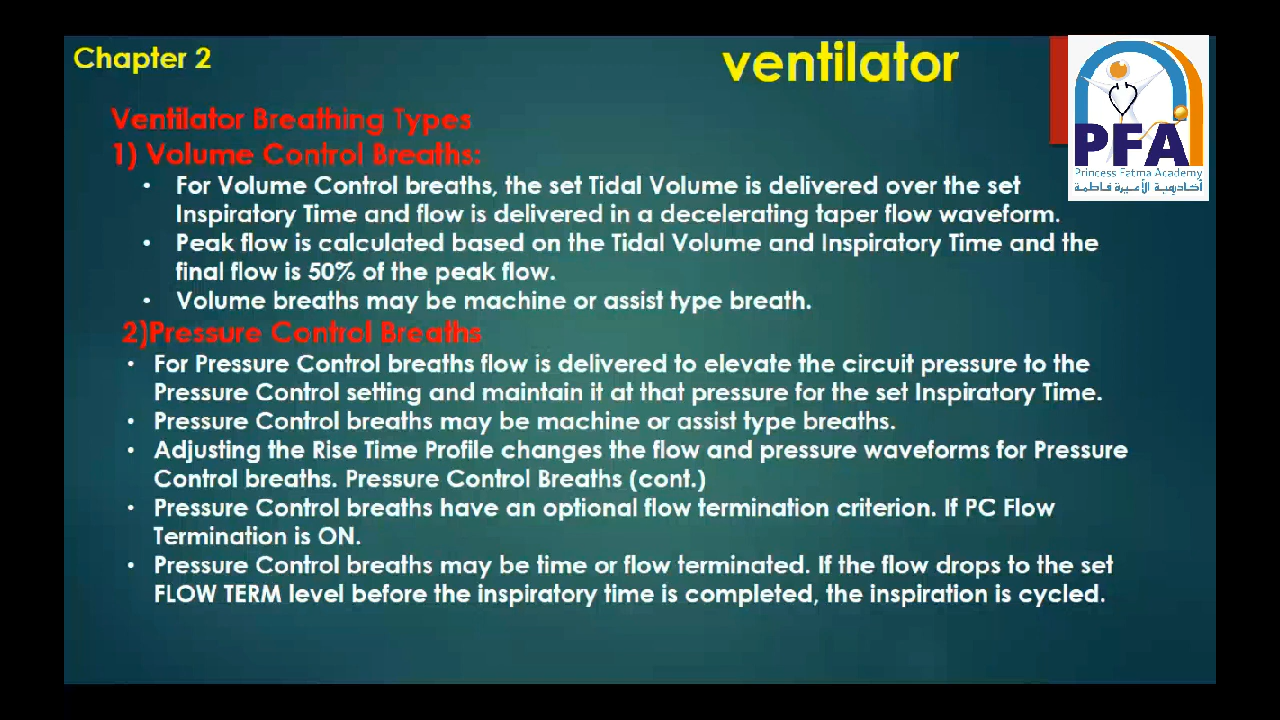 Chapter 2
ventilator
PFA
Princess Fatma Academy
أكاديمية الأميرة فاطمة
Ventilator Breathing Types
1) Volume Control Breaths:
• For Volume Control breaths, the set Tidal Volume is delivered over the set
Inspiratory Time and flow is delivered in a decelerating taper flow waveform.
• Peak flow is calculated based on the Tidal Volume and Inspiratory Time and the
final flow is 50% of the peak flow.
• Volume breaths may be machine or assist type breath.
2)Pressure Control Breaths
• For Pressure Control breaths flow is delivered to elevate the circuit pressure to the
Pressure Control setting and maintain it at that pressure for the set Inspiratory Time.
• Pressure Control breaths may be machine or assist type breaths.
• Adjusting the Rise Time Profile changes the flow and pressure waveforms for Pressure
Control breaths. Pressure Control Breaths (cont.)
• Pressure Control breaths have an optional flow termination criterion. If PC Flow
Termination is ON.
• Pressure Control breaths may be time or flow terminated. If the flow drops to the set
FLOW TERM level before the inspiratory time is completed, the inspiration is cycled.